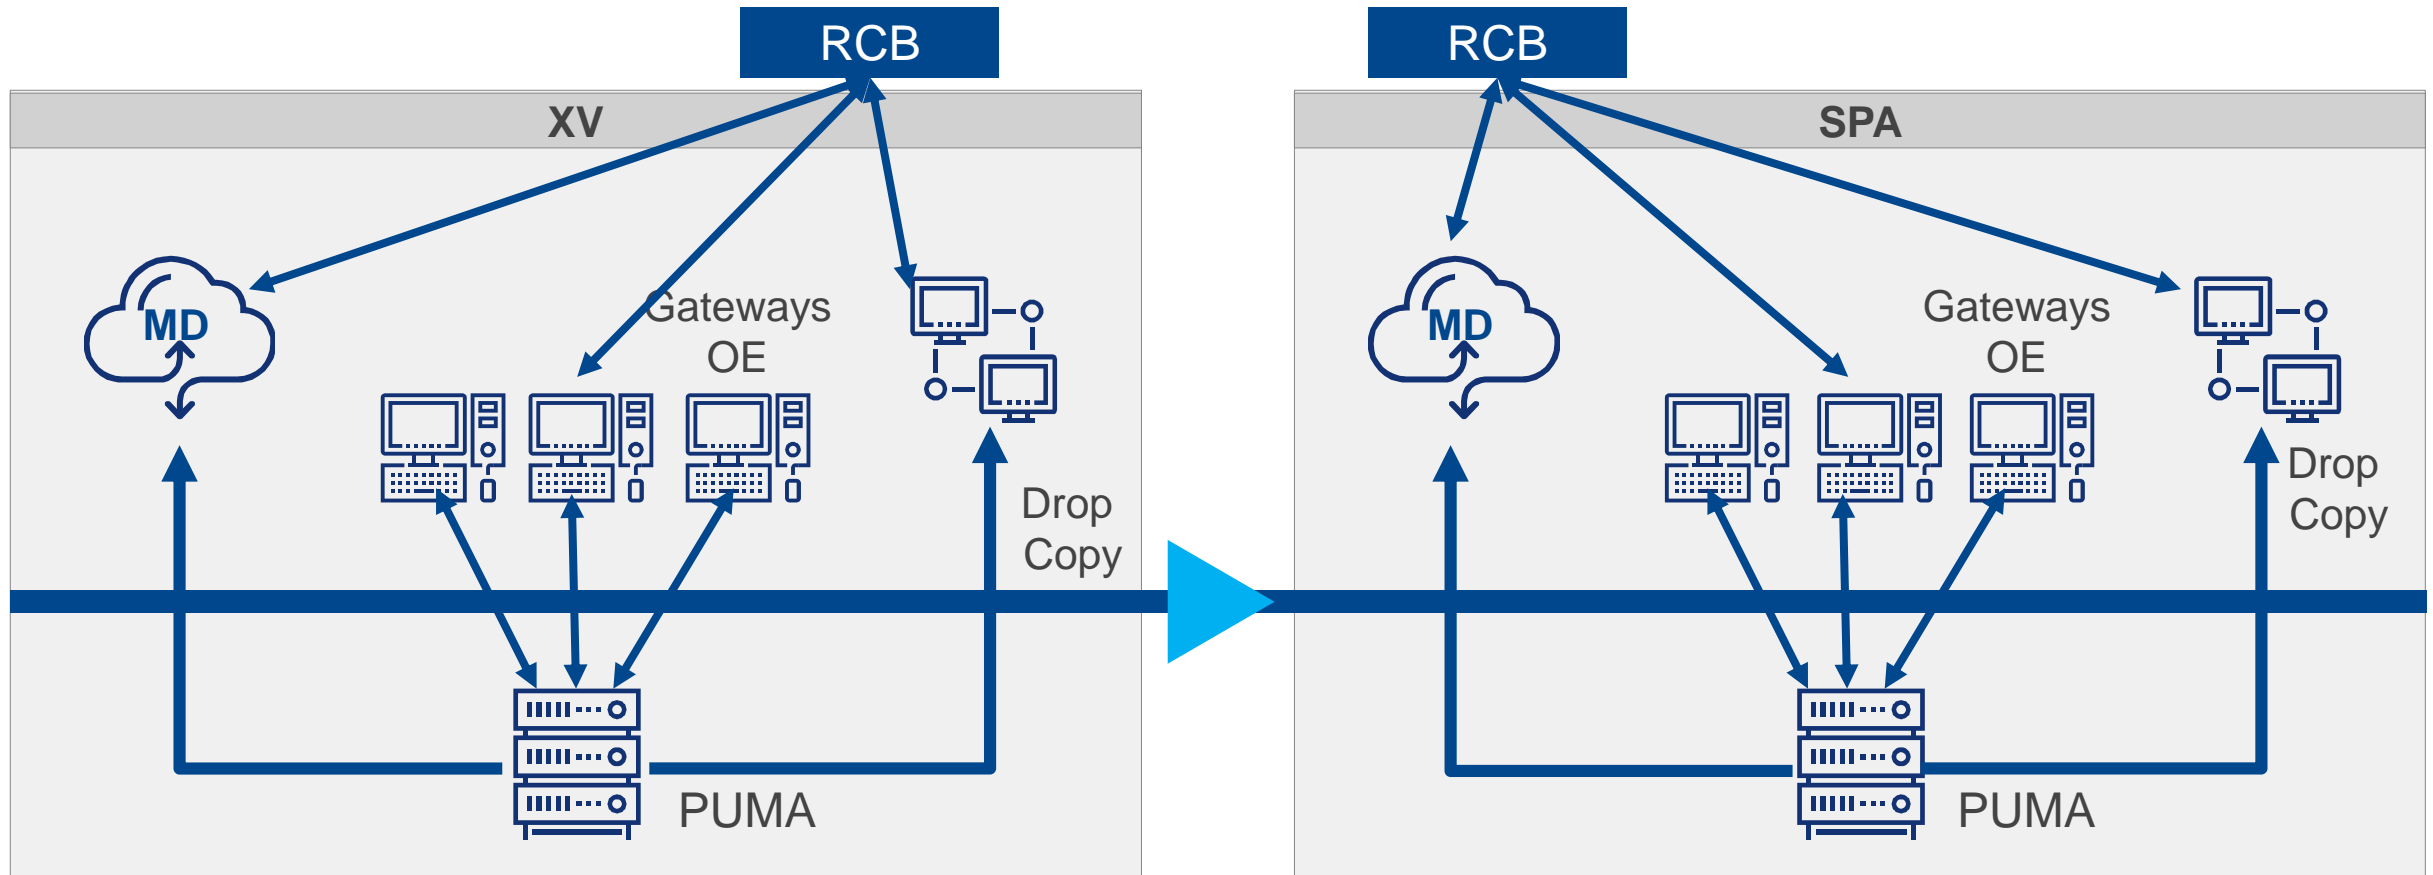 RCB
XV
MD
Gateways
OE
Drop
Copy
PUMA
RCB
SPA
MD
Gateways
OE
Drop
Copy
PUMA